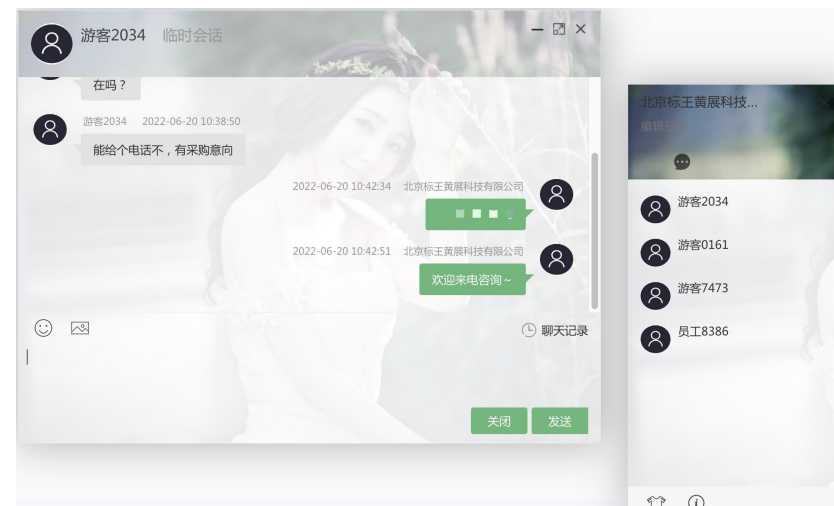 游客2034 临时会话
在吗？
游客2034 2022-06-20 10:38:50
能给个电话不，有采购意向
2022-06-20 10:42:34 北京标王黄展科技有限公司
2022-06-20 10:42:51 北京标王黄展科技有限公司
欢迎来电咨询~
聊天记录
关闭 发送
北京标王黄展科技...
游客2034
游客0161
游客7473
员工8386